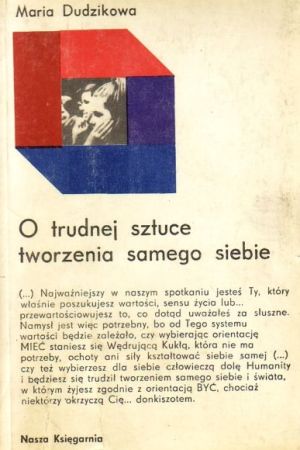 Maria Dudzikowa
O trudnej sztuce
tworzenia samego siebie
(...) Najważniejszy w naszym spotkaniu jesteś Ty, który
właśnie poszukujesz wartości, sensu życia lub...
przewartościowujesz to, co dotąd uważałeś za słuszne.
Namysł jest więc potrzebny, bo od Tego systemu
wartości będzie zależało, czy wybierając orientację
MIEĆ staniesz się Wędrującą Kukłą, która nie ma
potrzeby, ochoty ani siły kształtować siebie samej (...)
czy też wybierzesz dla siebie człowieczą dolę Humanity
i będziesz się trudził tworzeniem samego siebie i świata,
w którym żyjesz zgodnie z orientacją BYĆ, chociaż
niektórzy okrzyczą Cię... donkiszotem.
Nasza Księgarnia